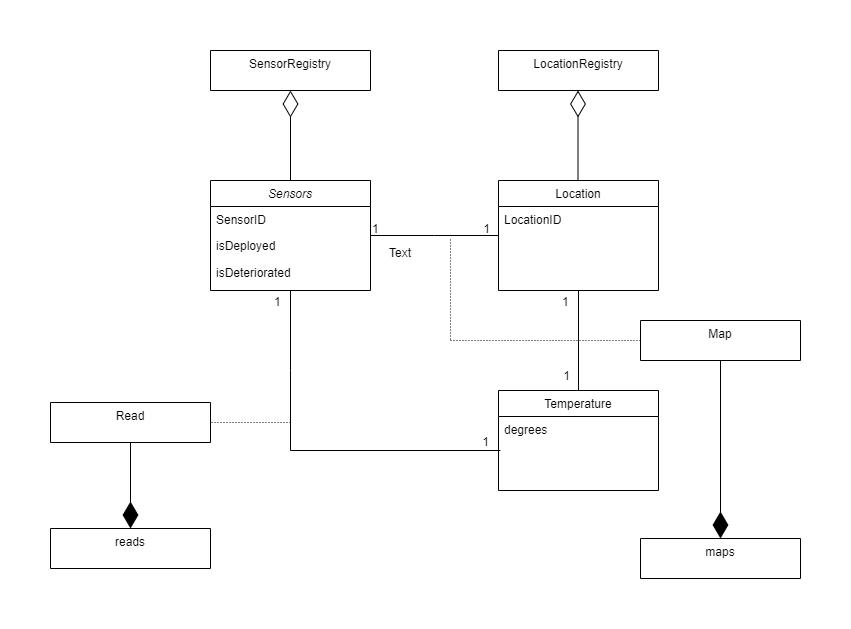 SensorRegistry
LocationRegistry
Sensors
Location
SensorID
LocationID
isDeployed
isDeteriorated
1
1
Text
1
1
Map
1
Temperature
Read
degrees
1
reads
maps